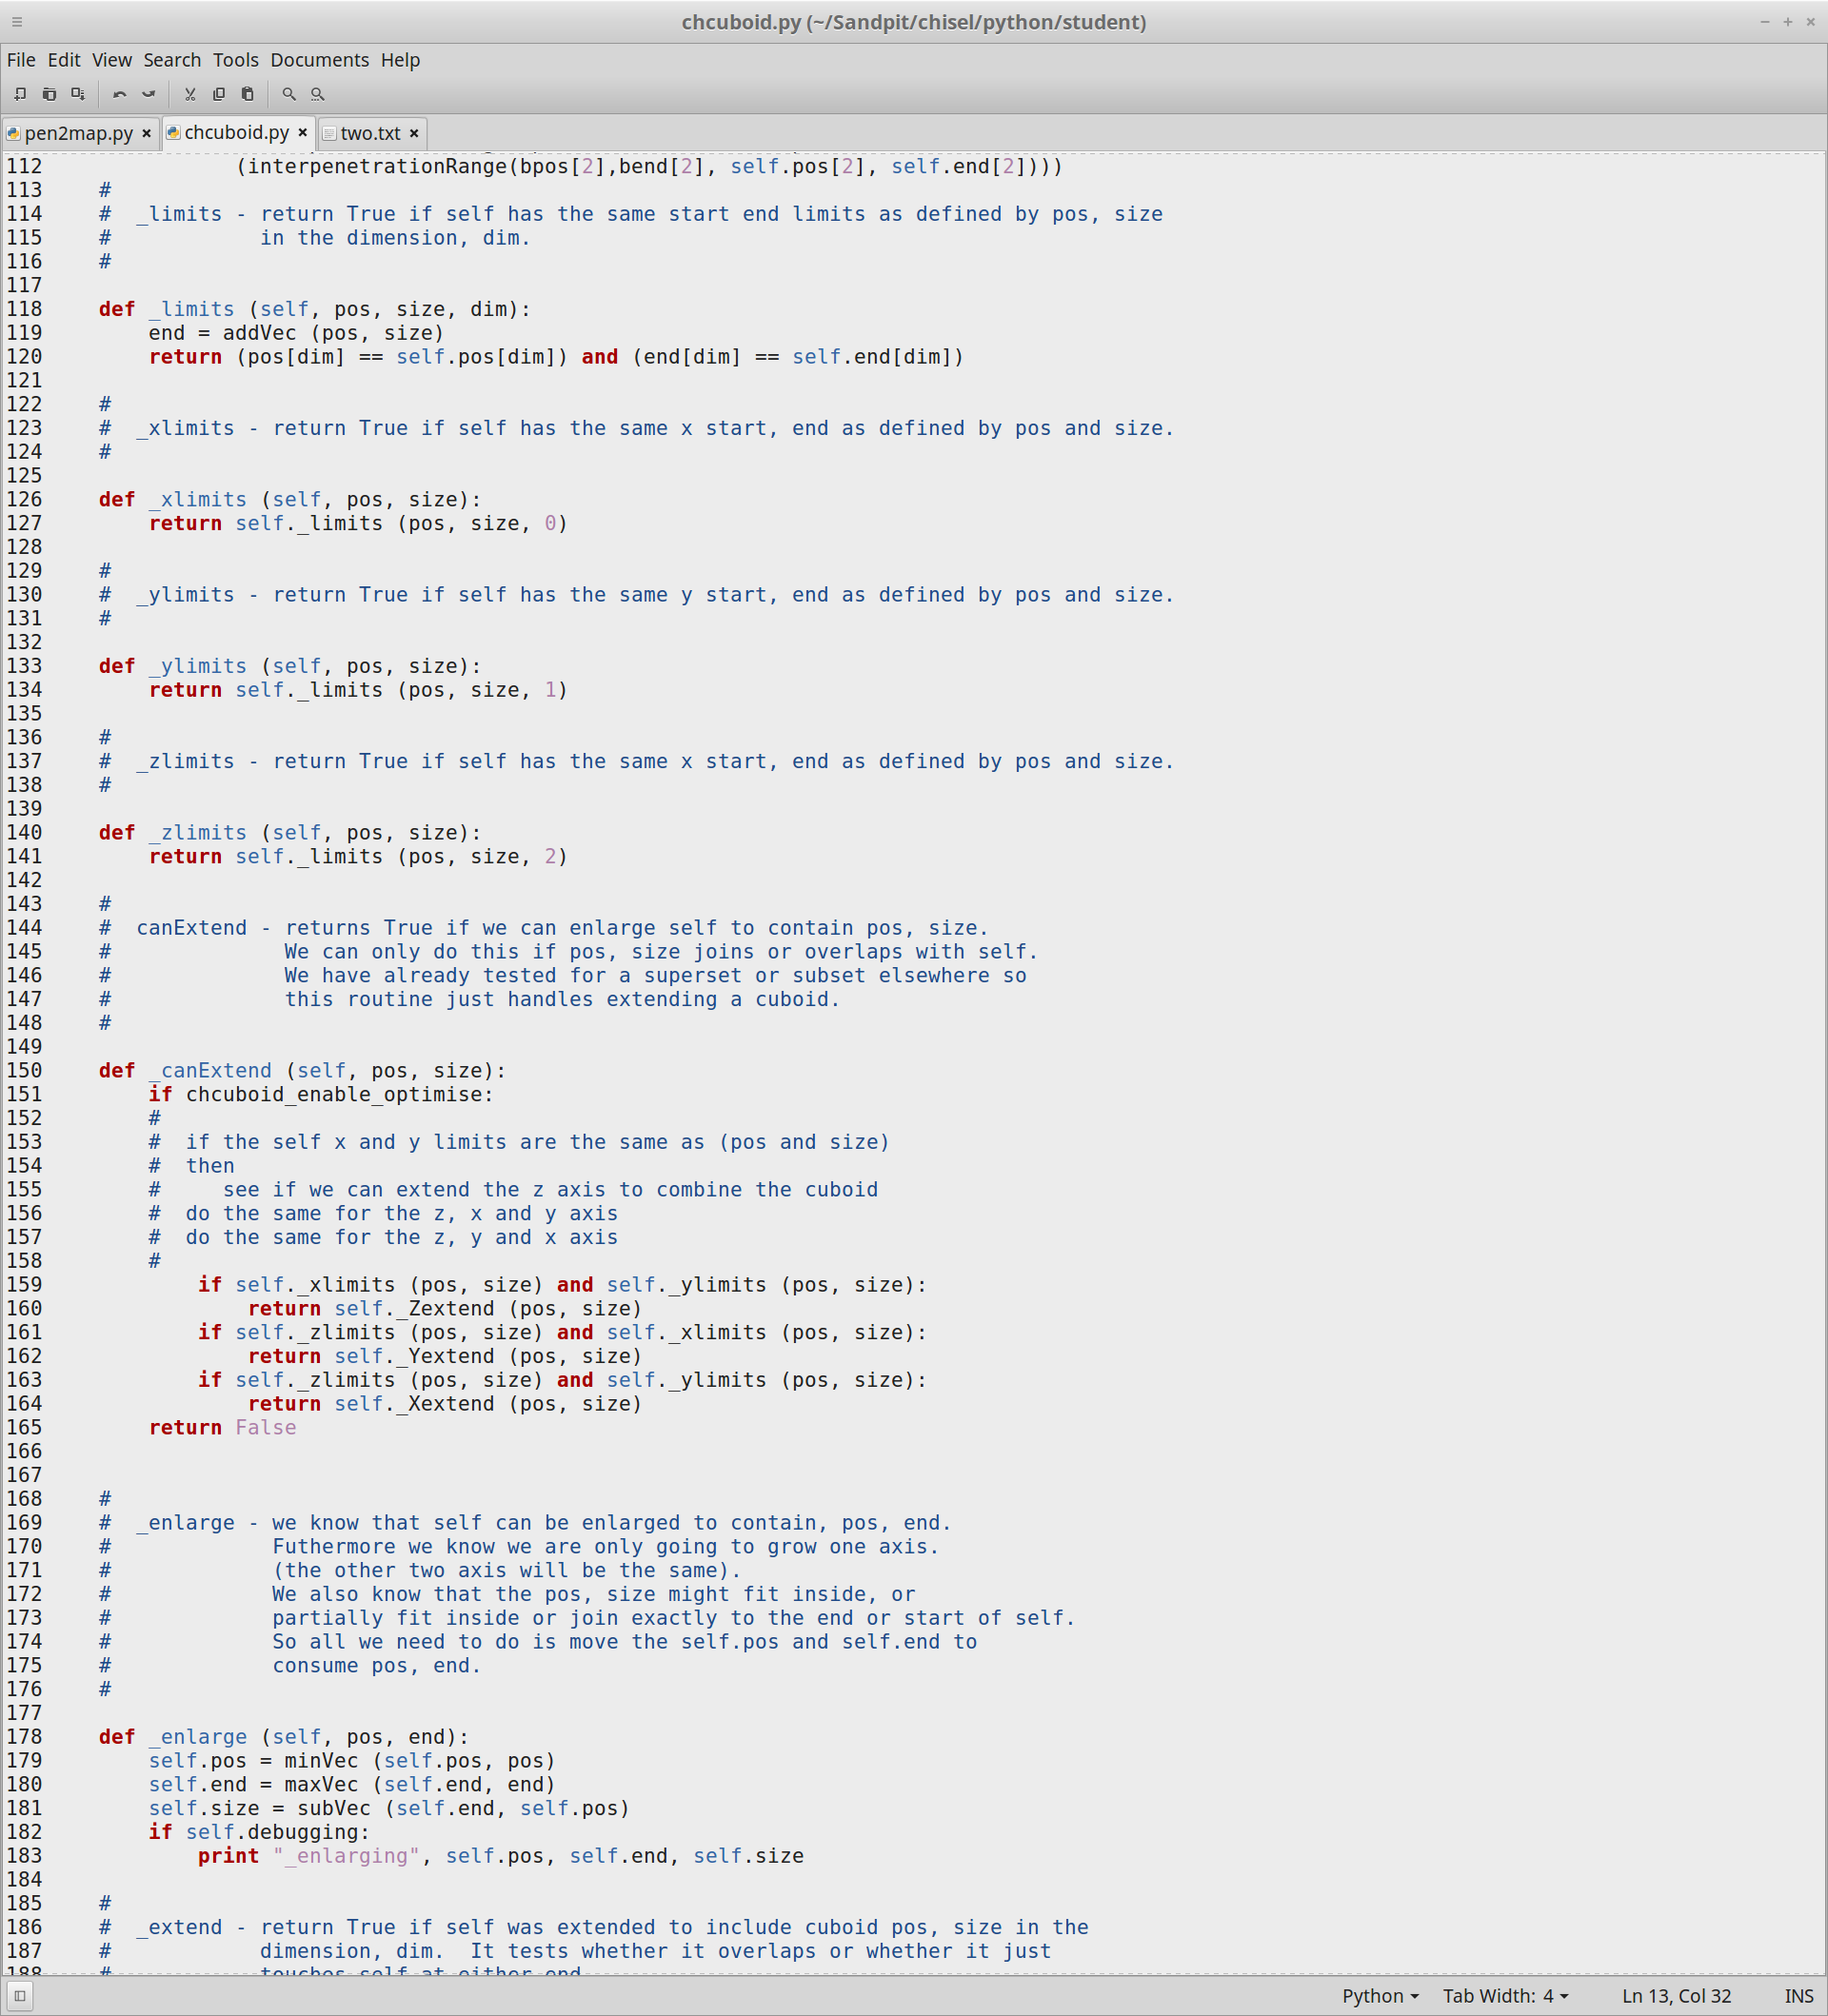 chcuboid.py (~/Sandpit/chisel/python/student)
File Edit View Search Tools Documents Help
pen2map.py × chcuboid.py × two.txt ×
112                (interpenetrationRange(bpos[2],bend[2], self.pos[2], self.end[2])))
113     #
114     #  _limits - return True if self has the same start end limits as defined by pos, size
115     #            in the dimension, dim.
116     #
117
118     def _limits (self, pos, size, dim):
119         end = addVec (pos, size)
120         return (pos[dim] == self.pos[dim]) and (end[dim] == self.end[dim])
121
122     #
123     #  _xlimits - return True if self has the same x start, end as defined by pos and size.
124     #
125
126     def _xlimits (self, pos, size):
127         return self._limits (pos, size, 0)
128
129     #
130     #  _ylimits - return True if self has the same y start, end as defined by pos and size.
131     #
132
133     def _ylimits (self, pos, size):
134         return self._limits (pos, size, 1)
135
136     #
137     #  _zlimits - return True if self has the same x start, end as defined by pos and size.
138     #
139
140     def _zlimits (self, pos, size):
141         return self._limits (pos, size, 2)
142
143     #
144     #  canExtend - returns True if we can enlarge self to contain pos, size.
145     #              We can only do this if pos, size joins or overlaps with self.
146     #              We have already tested for a superset or subset elsewhere so
147     #              this routine just handles extending a cuboid.
148     #
149
150     def _canExtend (self, pos, size):
151         if chcuboid_enable_optimise:
152         #
153         #  if the self x and y limits are the same as (pos and size)
154         #  then
155         #     see if we can extend the z axis to combine the cuboid
156         #  do the same for the z, x and y axis
157         #  do the same for the z, y and x axis
158         #
159             if self._xlimits (pos, size) and self._ylimits (pos, size):
160                 return self._Zextend (pos, size)
161             if self._zlimits (pos, size) and self._xlimits (pos, size):
162                 return self._Yextend (pos, size)
163             if self._zlimits (pos, size) and self._ylimits (pos, size):
164                 return self._Xextend (pos, size)
165         return False
166
167
168     #
169     #  _enlarge - we know that self can be enlarged to contain, pos, end.
170     #             Futhermore we know we are only going to grow one axis.
171     #             (the other two axis will be the same).
172     #             We also know that the pos, size might fit inside, or
173     #             partially fit inside or join exactly to the end or start of self.
174     #             So all we need to do is move the self.pos and self.end to
175     #             consume pos, end.
176     #
177
178     def _enlarge (self, pos, end):
179         self.pos = minVec (self.pos, pos)
180         self.end = maxVec (self.end, end)
181         self.size = subVec (self.end, self.pos)
182         if self.debugging:
183             print "_enlarging", self.pos, self.end, self.size
184
185     #
186     #  _extend - return True if self was extended to include cuboid pos, size in the
187     #            dimension, dim.  It tests whether it overlaps or whether it just
188     #            touches self at either end
Python Tab Width: 4 Ln 13, Col 32 INS